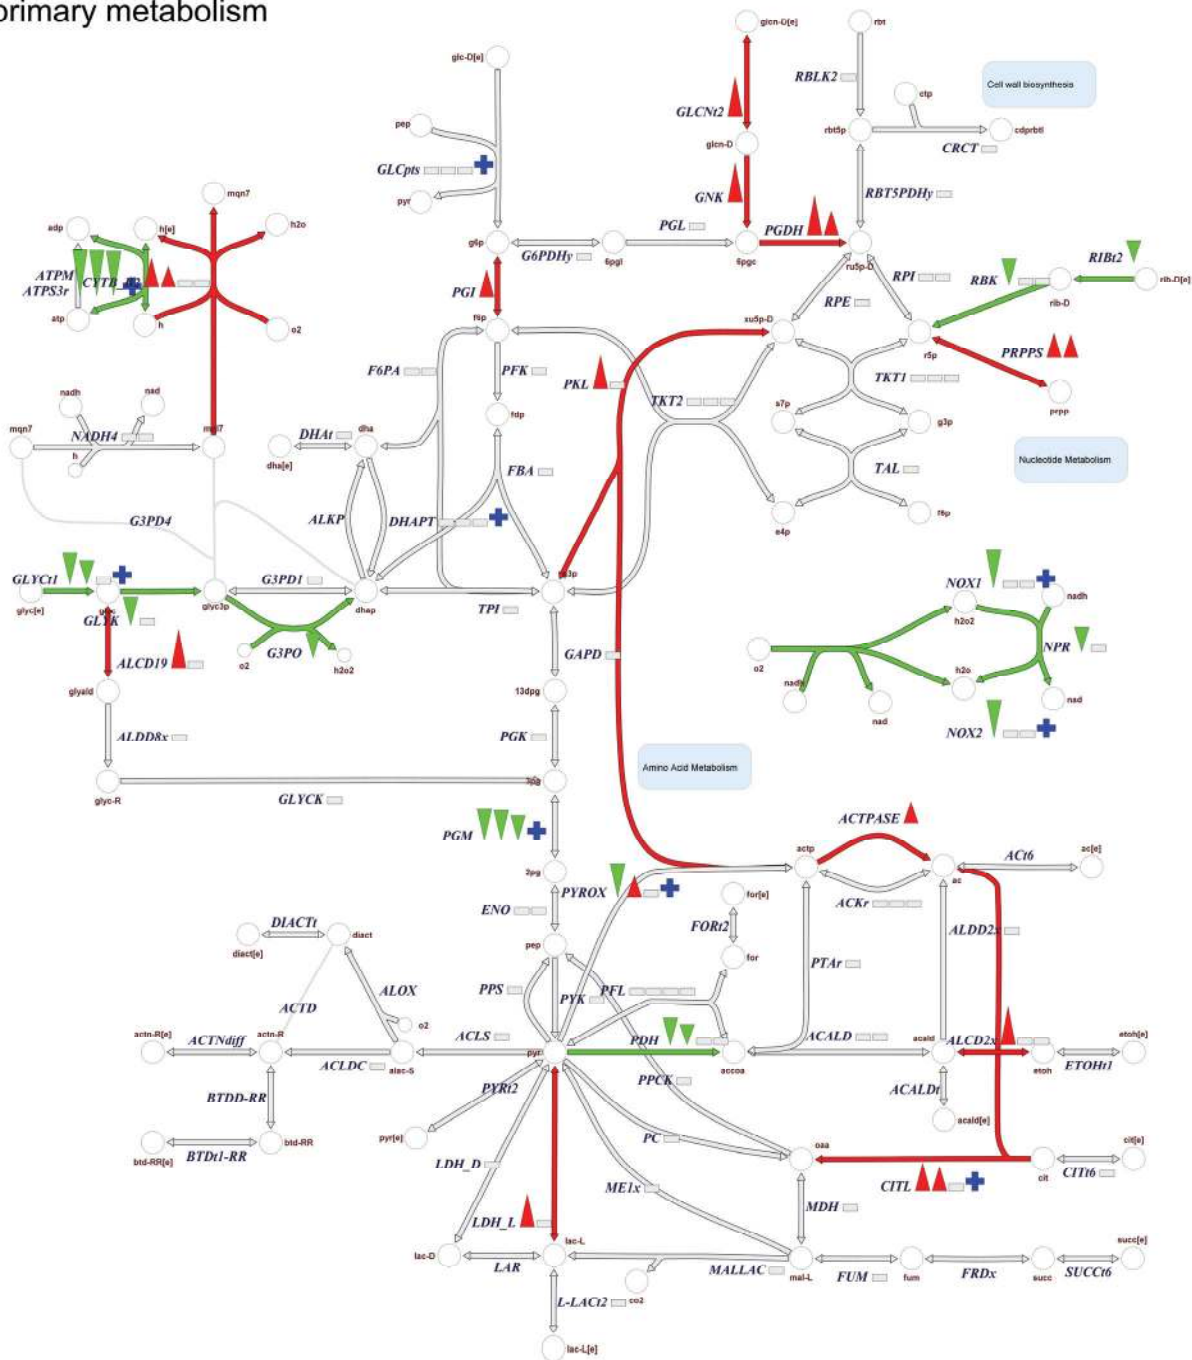 primary metabolism
glcn-D[e]
rbt
glc-D[e]
RBLK2
Cell wall biosynthesis
ctp
GLCNt2
pep
rbt5p
cdprbtl
CRCT
glcn-D
GLCpts
mqn7
GNK
RBT5PDHy
pyr
adp
h[e]
h2o
PGL
PGDH
g6p
G6PDHy
6pgl
6pgc
ru5p-D
RIBt2
ATPM
CYTB_B2
RPI
RBK
rib-D[e]
ATPS3r
PGI
RPE
rib-D
atp
h
o2
f6p
xu5p-D
r5p
PRPPS
F6PA
PFK
PKL
TKT1
nadh
nad
TKT2
prpp
mqn7
NADH4
fdp
s7p
g3p
h
DHAt
dha
dha[e]
FBA
TAL
Nucleotide Metabolism
G3PD4
ALKP
DHAPT
e4p
f6p
GLYCt1
G3PD1
g3p
NOX1
nadh
glyc[e]
glyc3p
dhap
TPI
h2o2
GLYK
ALCD19
G3PO
GAPD
o2
h2o
NPR
o2
h2o2
glyald
13dpg
nadh
nad
nad
ALDD8x
PGK
NOX2
Amino Acid Metabolism
3pg
glyc-R
GLYCK
ACTPASE
PGM
actp
ac[e]
ACt6
2pg
PYROX
ac
for[e]
ENO
ACKr
DIACTt
diact
FORt2
ALDD2x
diact[e]
pep
for
PTAr
ALOX
PPS
PYK
PFL
ACTD
o2
actn-R[e]
ACTNdiff
actn-R
ACLS
PDH
ACALD
acald
ALCD2x
etoh[e]
ACLDC
alac-S
pyr
accoa
etoh
ETOHt1
PYRt2
PPCK
BTDD-RR
ACALDt
acald[e]
pyr[e]
PC
oaa
cit[e]
btd-RR[e]
BTDt1-RR
btd-RR
LDH_D
ME1x
CITL
cit
CITt6
LDH_L
MDH
lac-L
succ[e]
lac-D
LAR
MALLAC
mal-L
FUM
fum
FRDx
succ
SUCCt6
L-LACt2
co2
lac-L[e]